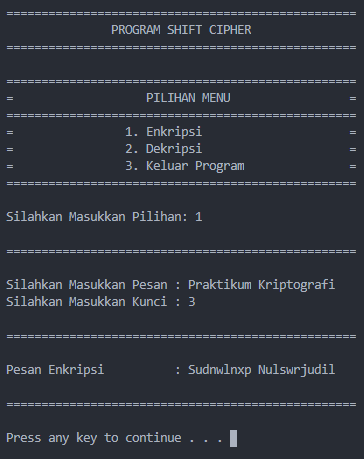 ==================================================
PROGRAM SHIFT CIPHER
==================================================
==================================================
= PILIHAN MENU =
==================================================
= 1. Enkripsi =
= 2. Dekripsi =
= 3. Keluar Program =
==================================================
Silahkan Masukkan Pilihan: 1
==================================================
Silahkan Masukkan Pesan : Praktikum Kriptografi
Silahkan Masukkan Kunci : 3
==================================================
Pesan Enkripsi : Sudnwlnxp Nulswrjudil
==================================================
Press any key to continue . . .